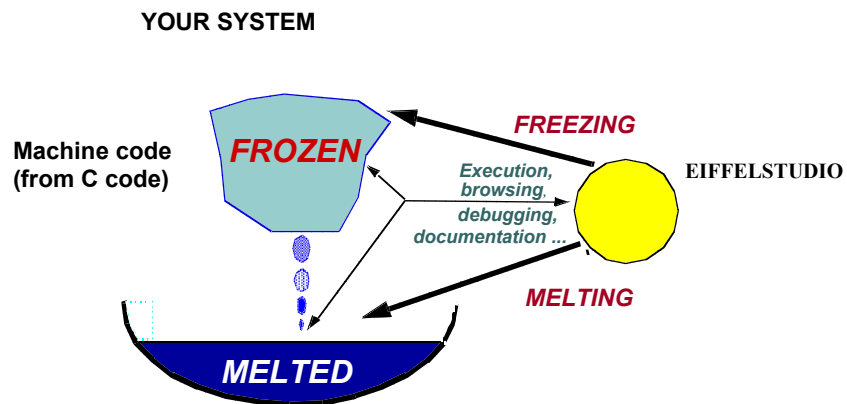 YOUR SYSTEM
FREEZING
Machine code
(from C code)
FROZEN
Execution,
browsing,
debugging,
documentation ...
EIFFELSTUDIO
MELTING
MELTED